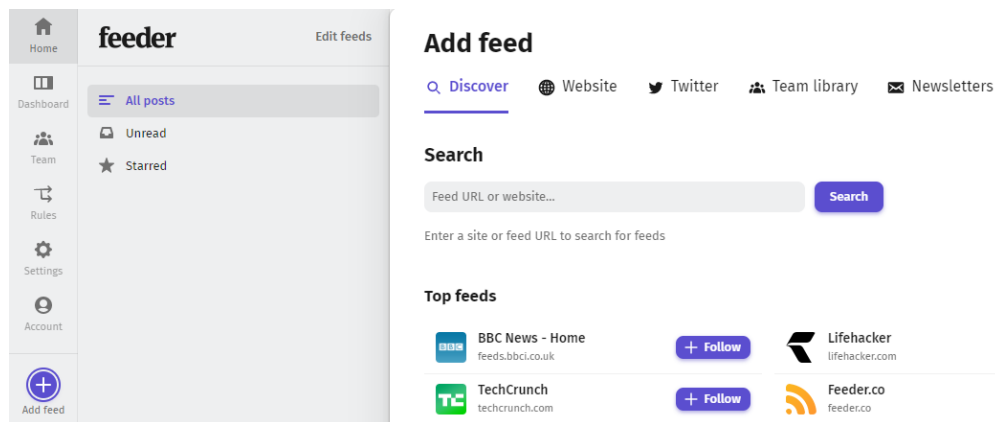 Home
Dashboard
Team
Rules
Settings
Account
Add feed
feeder
Edit feeds
All posts
Unread
Starred
Add feed
Discover Website Twitter Team library Newsletters
Search
Feed URL or website...
Search
Enter a site or feed URL to search for feeds
Top feeds
BBC
BBC News - Home
feeds.bbci.co.uk
+ Follow
Lifehacker
lifehacker.com
TC
TechCrunch
techcrunch.com
+ Follow
Feeder.co
feeder.co